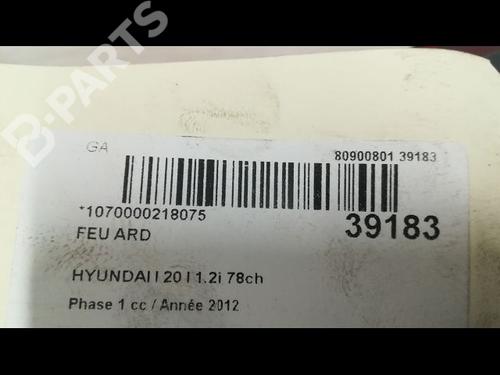 B-PARTS
GA
80900801 39183
*1070000218075
39183
FEU ARD
HYUNDAI I 20 I 1.2i 78ch
Phase 1 cc / Année 2012